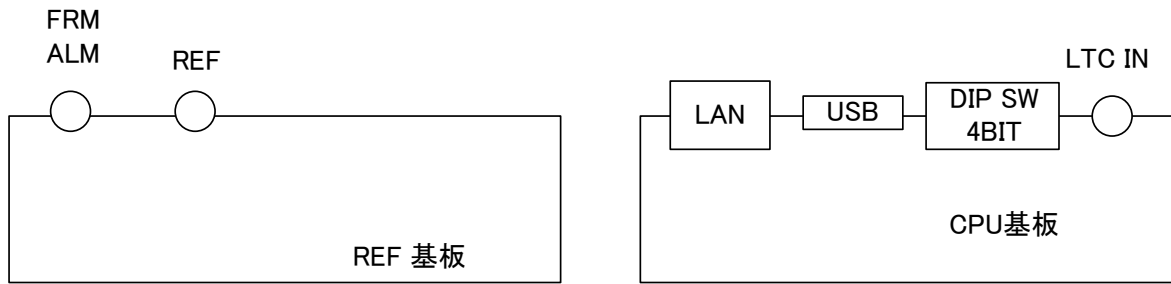 FRM
ALM
REF
REF 基板
LTC IN
LAN
USB
DIP SW
4BIT
CPU基板